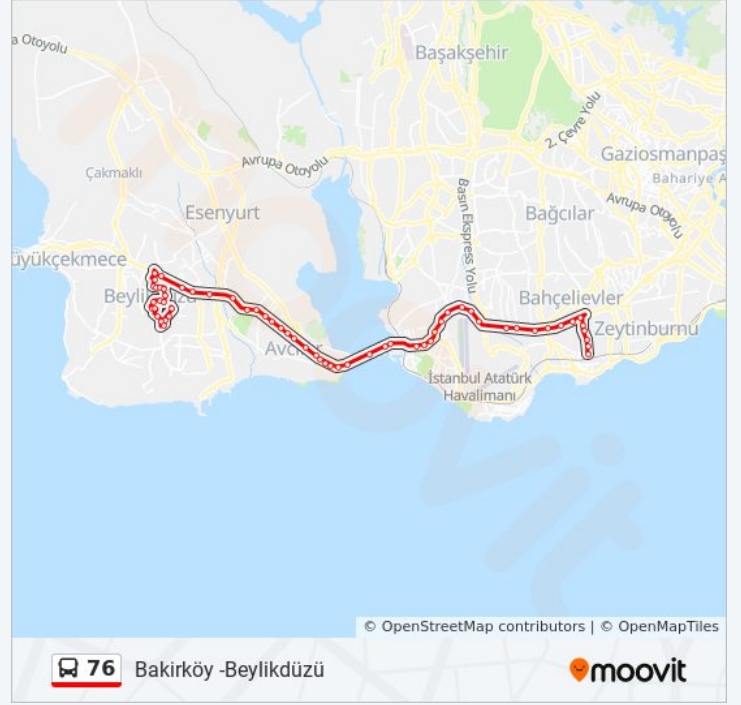 a Otoyolu
Başakşehir
2. Çevre Yolu
Gaziosmanpaş
Avrupa Otoyolu
Çakmaklı
Bahariye A
Basın Ekspress Yolu
Avrupa Otoyolu
Esenyurt
Bağcılar
üyükçekmece
Beylikdüzü
Bahçelievler
Zeytinburnu
Avcılar
İstanbul Atatürk
Havalimanı
moovit
© OpenStreetMap contributors | © OpenMapTiles
76 Bakirköy -Beylikdüzü
moovit